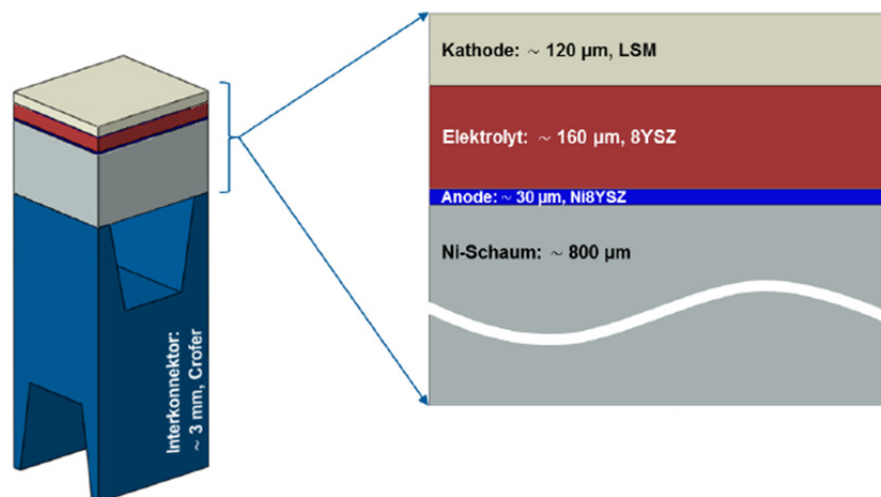 Kathode: ~ 120 µm, LSM
Elektrolyt: ~ 160 µm, 8YSZ
Anode: ~ 30 µm, Ni8YSZ
Ni-Schaum: ~ 800 µm
Interkonnektor:
~ 3 mm, Crofer